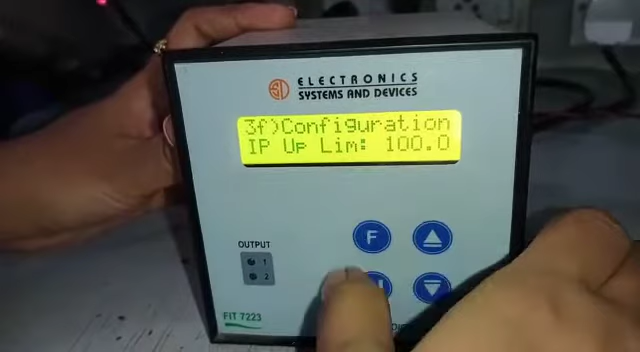 ELECTRONICS
SYSTEMS AND DEVICES
3f)Configuration
IP Up Lim: 100.0
F
OUTPUT
1
2
FIT 7223